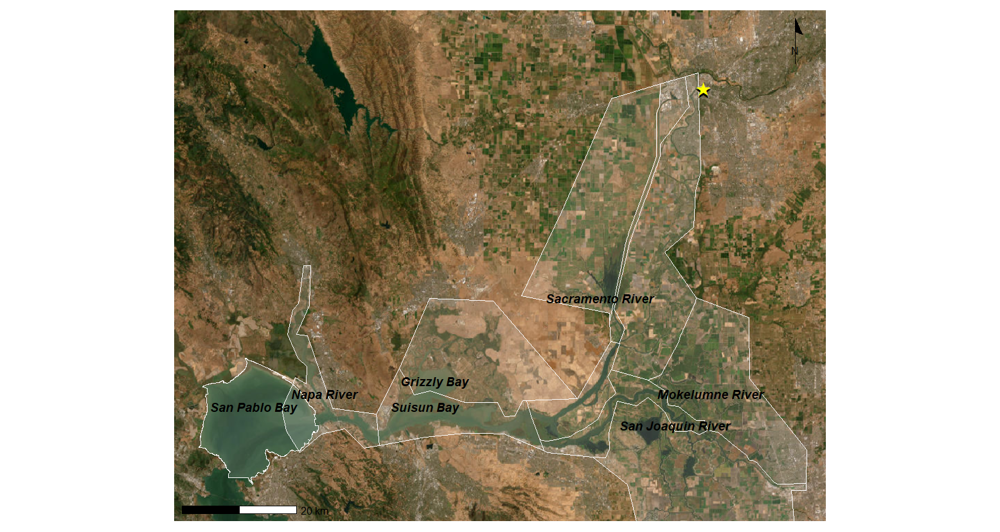 N
Sacramento River
Grizzly Bay
Napa River
Mokelumne River
San Pablo Bay
Suisun Bay
San Joaquin River
20 km